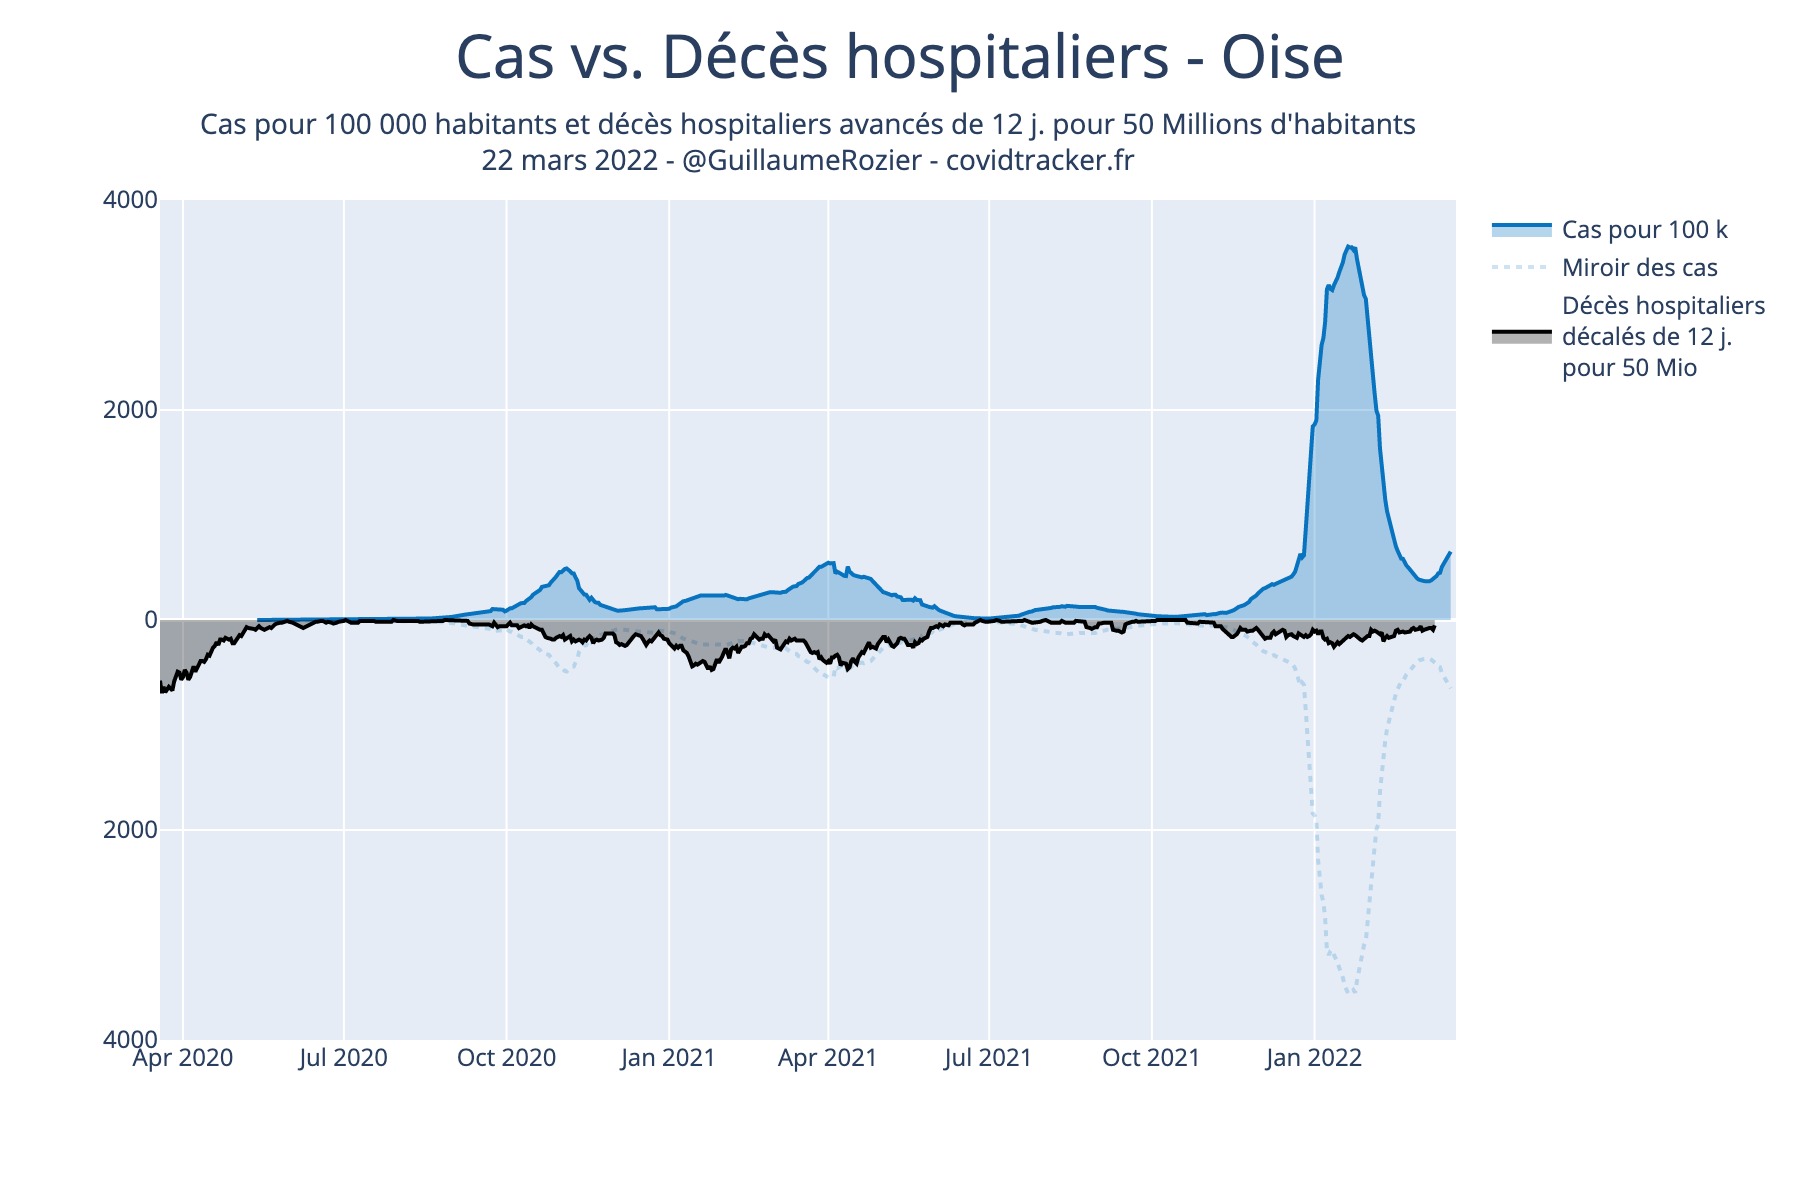 Cas vs. Décès hospitaliers - Oise
Cas pour 100 000 habitants et décès hospitaliers avancés de 12 j. pour 50 Millions d'habitants
22 mars 2022 - @GuillaumeRozier - covidtracker.fr
4000
2000
0
2000
4000
Apr 2020
Jul 2020
Oct 2020
Jan 2021
Apr 2021
Jul 2021
Oct 2021
Jan 2022
Cas pour 100 k
Miroir des cas
Décès hospitaliers
décalés de 12 j.
pour 50 Mio